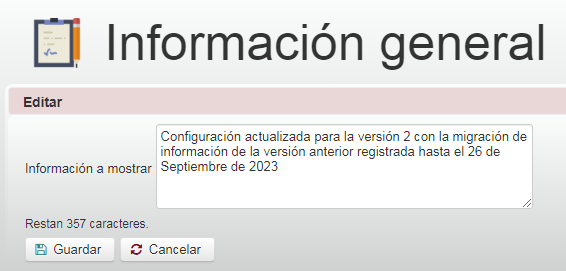 Información general
Editar
Información a mostrar
Configuración actualizada para la versión 2 con la migración de
información de la versión anterior registrada hasta el 26 de
Septiembre de 2023
Restan 357 caracteres.
Guardar Cancelar